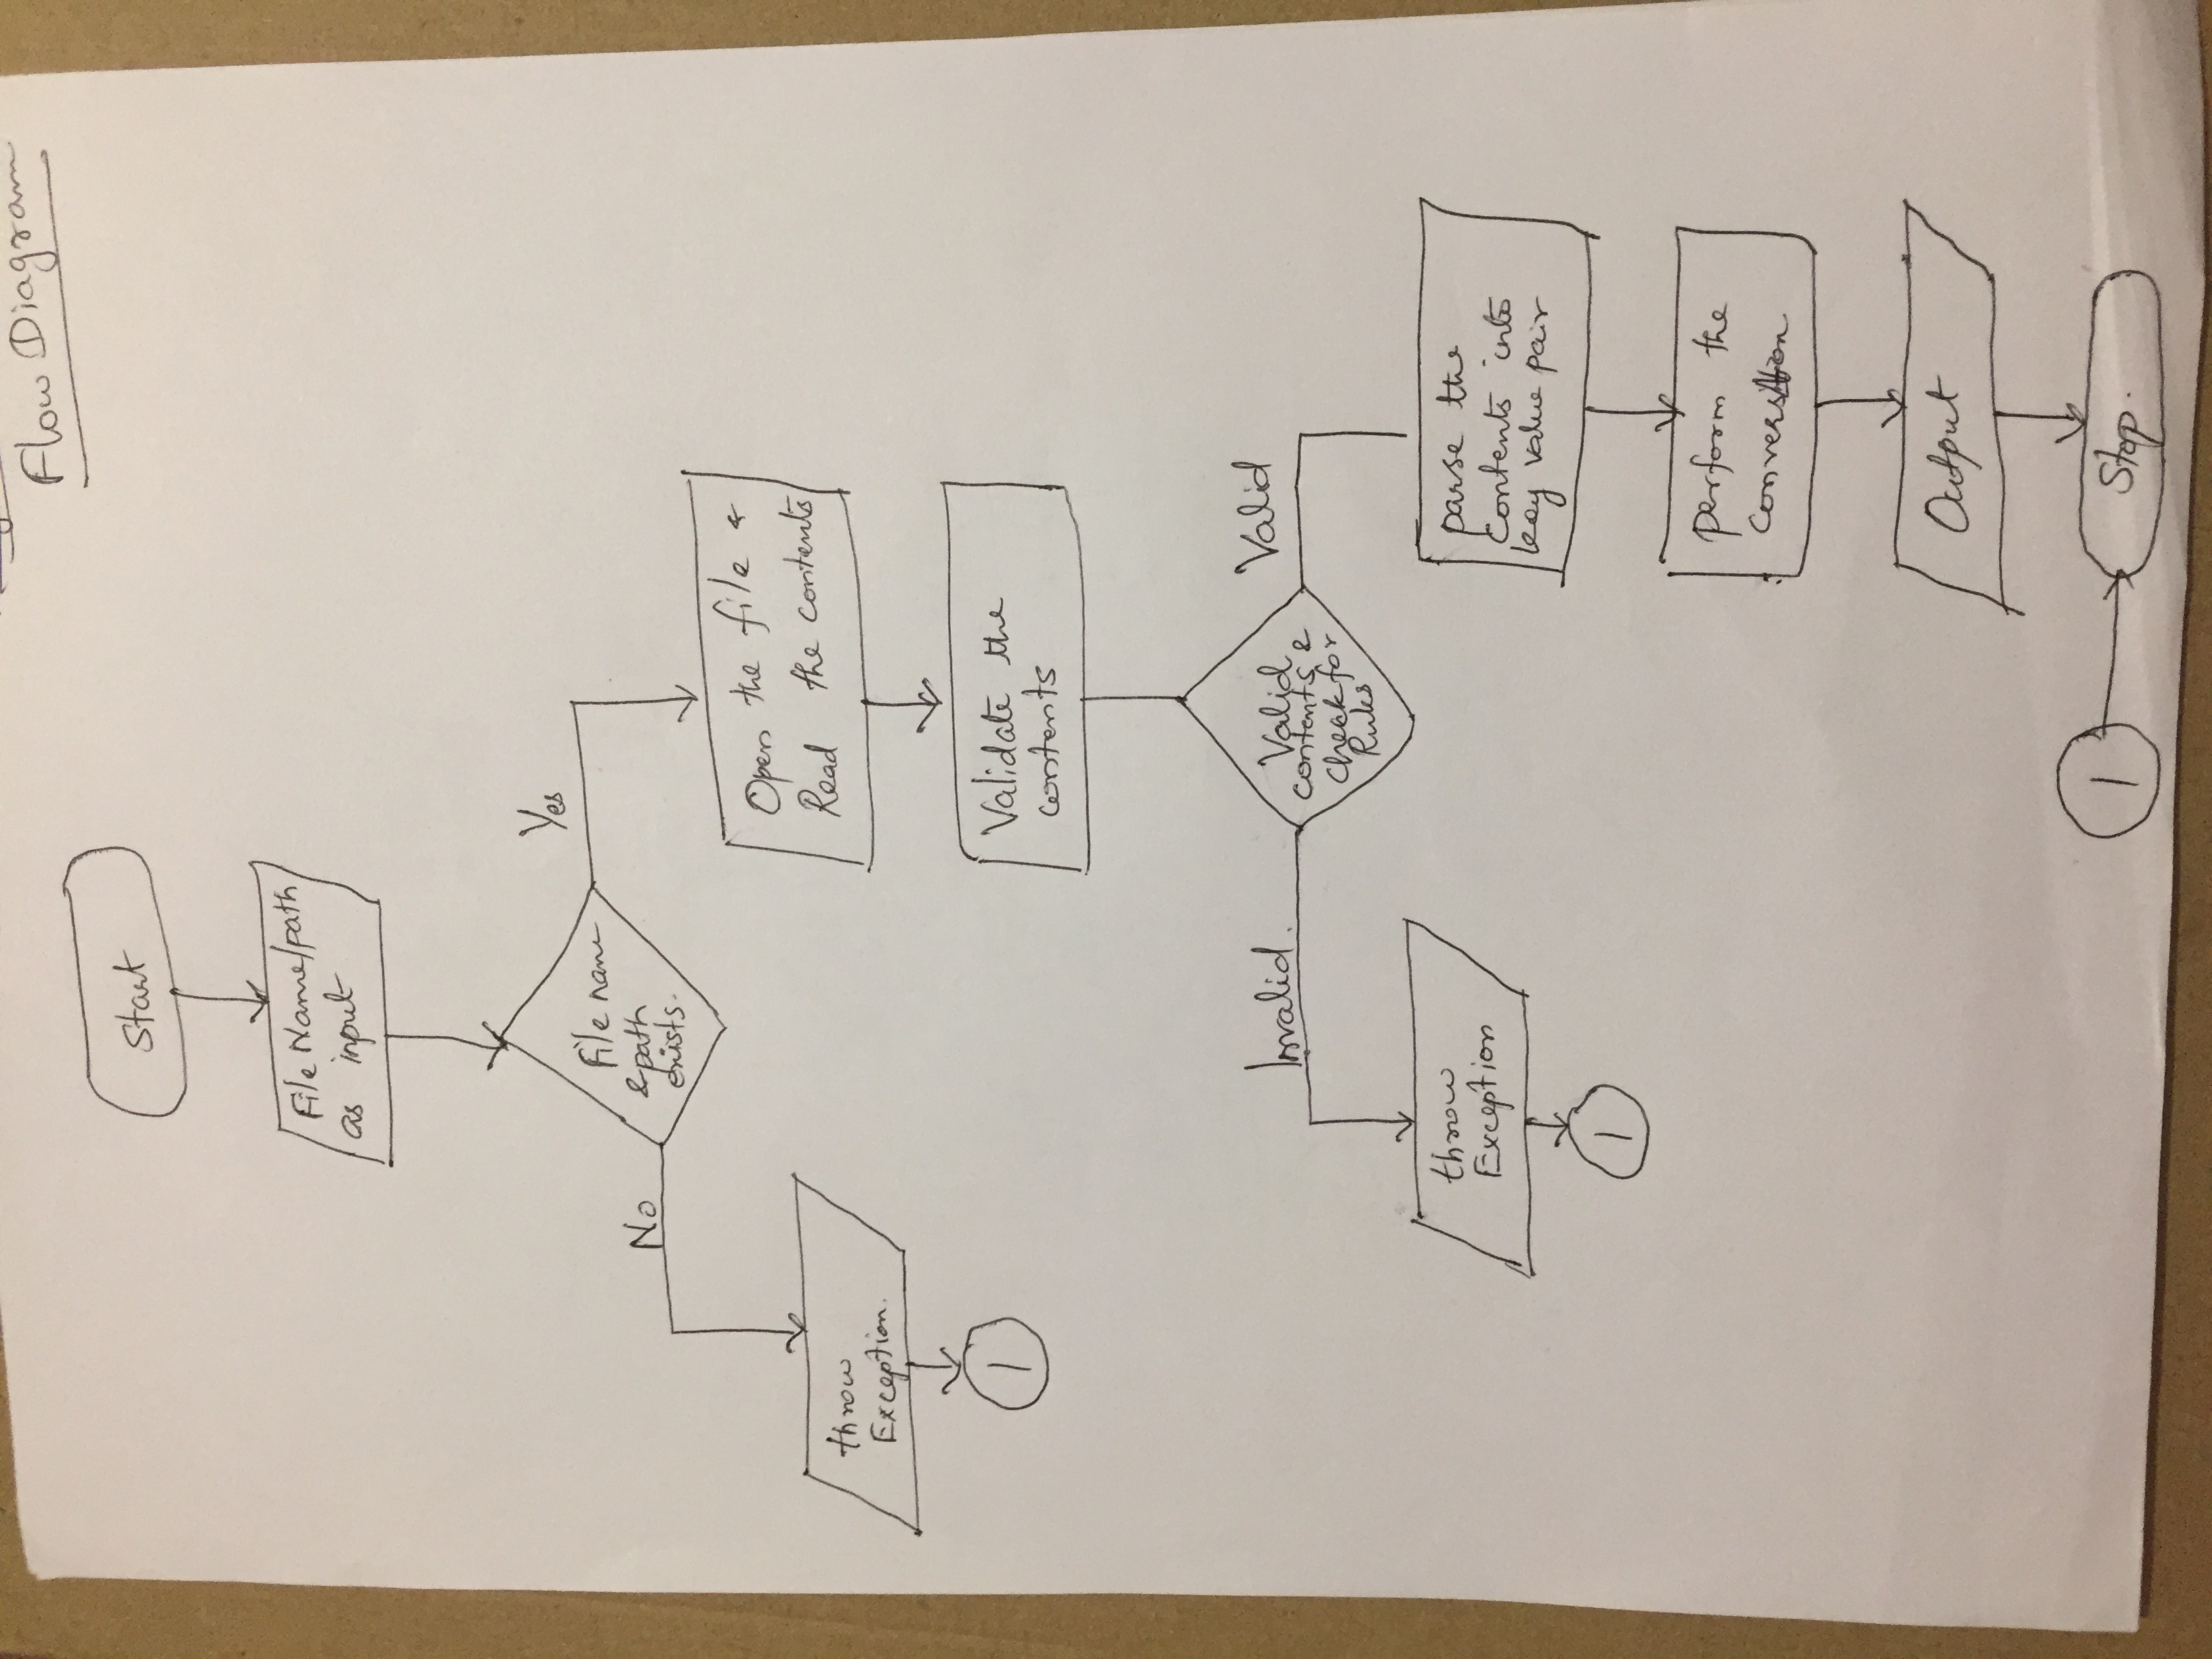 Flow Diagram
Start
File Name/path
as input
Yes
File name
& path
exists.
No
Open the file &
Read the contents
throw
Exception.
1
Validate the
contents
Invalid.
Valid
Valid
contents &
Check for
Rules
throw
Exception
1
parse the
contents into
key value pair
perform the
Conversion
Output
1
Stop.